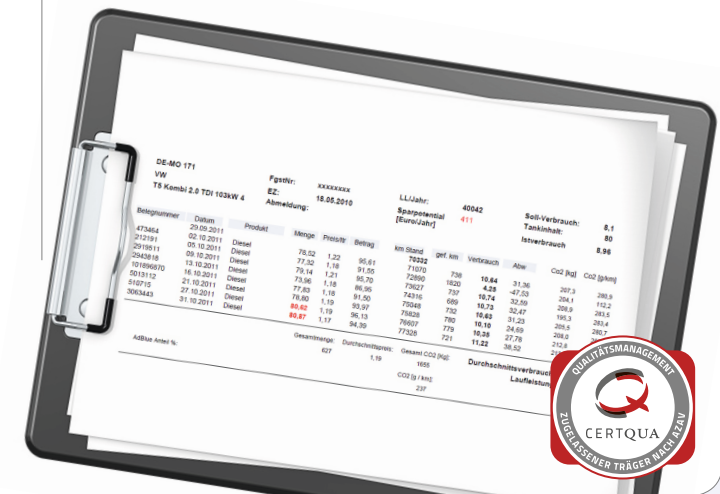 DE-MO 171
VW
T5 Kombi 2.0 TDI 103kW 4
FgstNr: xxxxxxxx
EZ: 18.05.2010
Abmeldung:
LL/Jahr: 40042
Sparpotential 411
[Euro/Jahr]
Soll-Verbrauch: 8,1
Tankinhalt: 80
Istverbrauch 8,96
Belegnummer Datum Produkt Menge Preis/ltr Betrag km Stand gef. km Verbrauch Abw Co2 [kg] Co2 [g/km]
29.09.2011 70332
473464 02.10.2011 Diesel 78,52 1,22 95,61 71070 738 10,64 31,36 207,3 280,9
212191 05.10.2011 Diesel 77,32 1,18 91,55 72890 1820 4,25 -47,53 204,1 112,2
2919511 09.10.2011 Diesel 79,14 1,21 95,70 73627 737 10,74 32,59 208,9 283,5
2943818 13.10.2011 Diesel 73,96 1,18 86,95 74316 689 10,73 32,47 195,3 283,4
101696870 16.10.2011 Diesel 77,83 1,18 91,50 75048 732 10,63 31,23 205,5 280,7
5013112 21.10.2011 Diesel 78,80 1,19 93,97 75828 780 10,10 24,69 208,0
510715 27.10.2011 Diesel 80,62 1,19 96,13 76607 779 10,35 27,78 212,8
3063443 31.10.2011 Diesel 80,87 1,17 94,39 77328 721 11,22 38,52
AdBlue Anteil %:
Gesamtmenge: Durchschnittspreis: Gesamt CO2 [Kg]:
627 1,19 1655
CO2 [g / km]:
237
Durchschnittsverbrauch
Laufleistun
QUALITÄTSMANAGEMENT
CERTQUA
ZUGELASSENER TRÄGER NACH AZAV